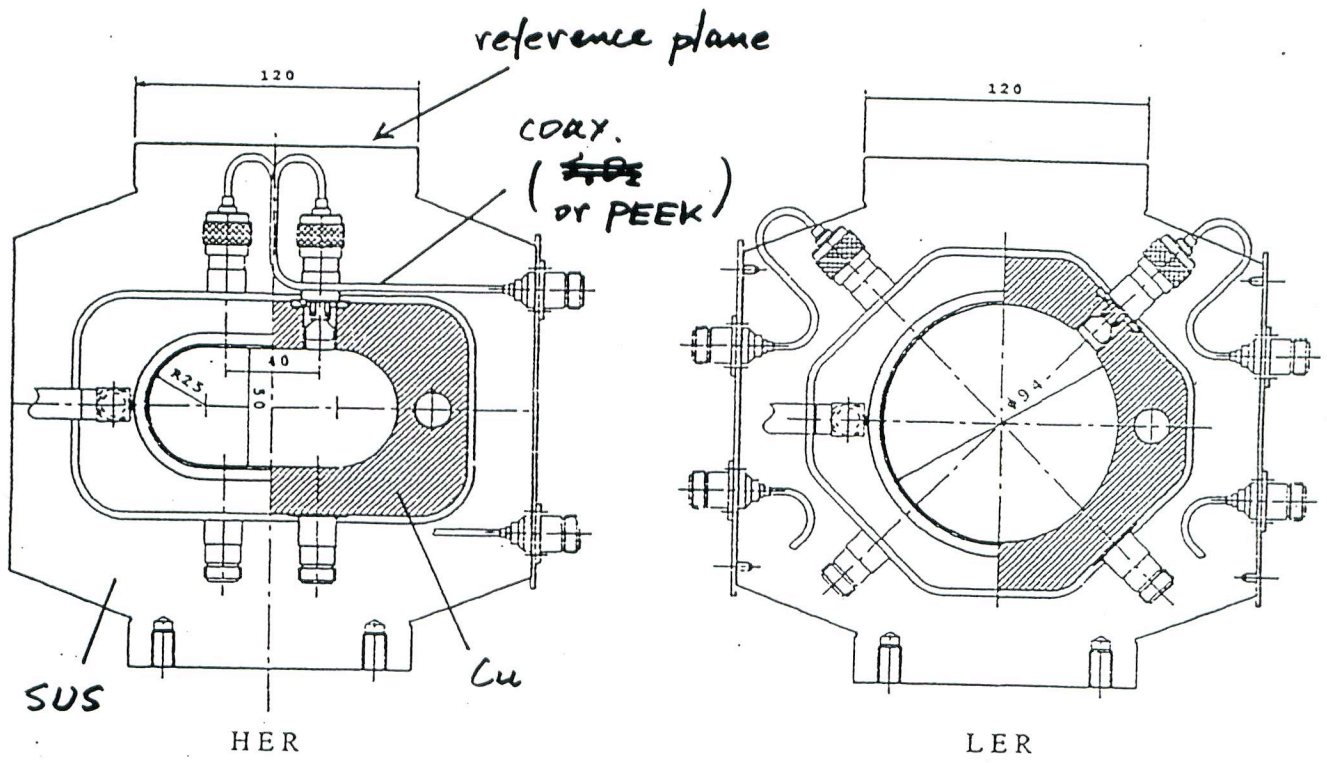 reference plane
120
coax.
(
or PEEK)
40
R25
50
SUS
Cu
HER
120
φ94
LER